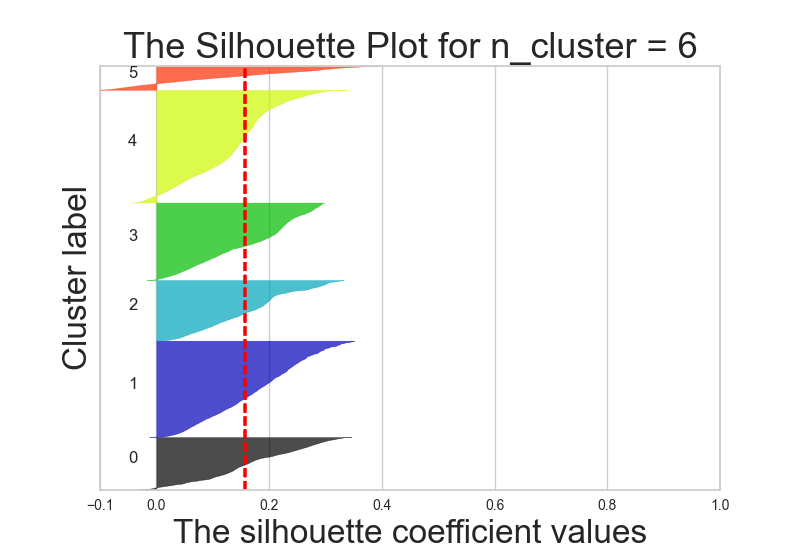 The Silhouette Plot for n_cluster = 6
Cluster label
5
4
3
2
1
0
−0.1 0.0 0.2 0.4 0.6 0.8 1.0
The silhouette coefficient values